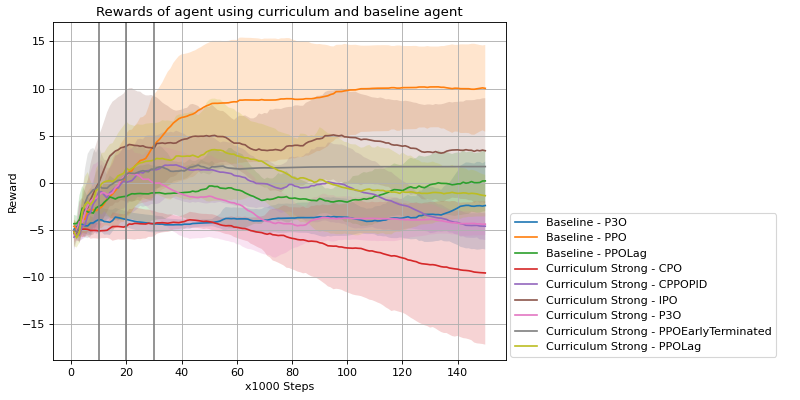 Rewards of agent using curriculum and baseline agent
Reward
15
10
5
0
−5
−10
−15
0
20
40
60
80
100
120
140
x1000 Steps
Baseline - P3O
Baseline - PPO
Baseline - PPOLag
Curriculum Strong - CPO
Curriculum Strong - CPPOPID
Curriculum Strong - IPO
Curriculum Strong - P3O
Curriculum Strong - PPOEarlyTerminated
Curriculum Strong - PPOLag